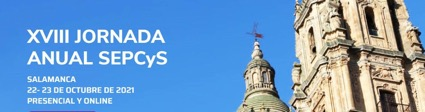 XVIII JORNADA
ANUAL SEPCyS
SALAMANCA
22- 23 DE OCTUBRE DE 2021
PRESENCIAL Y ONLINE